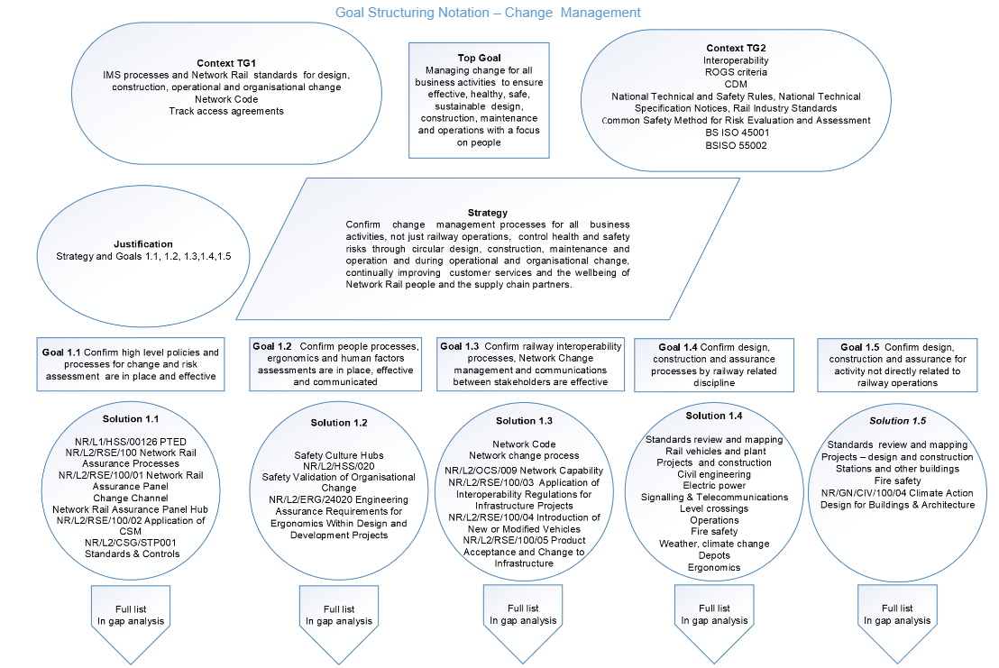 Goal Structuring Notation – Change Management
Context TG1
IMS processes and Network Rail standards for design,
construction, operational and organisational change
Network Code
Track access agreements
Top Goal
Managing change for all
business activities to ensure
effective, healthy, safe,
sustainable design,
construction, maintenance
and operations with a focus
on people
Context TG2
Interoperability
ROGS criteria
CDM
National Technical and Safety Rules, National Technical
Specification Notices, Rail Industry Standards
Common Safety Method for Risk Evaluation and Assessment
BS ISO 45001
BSISO 55002
Justification
Strategy and Goals 1.1, 1.2, 1.3,1.4,1.5
Strategy
Confirm change management processes for all business
activities, not just railway operations, control health and safety
risks through circular design, construction, maintenance and
operation and during operational and organisational change,
continually improving customer services and the wellbeing of
Network Rail people and the supply chain partners.
Goal 1.1 Confirm high level policies and
processes for change and risk
assessment are in place and effective
Goal 1.2 Confirm people processes,
ergonomics and human factors
assessments are in place, effective
and communicated
Goal 1.3 Confirm railway interoperability
processes, Network Change
management and communications
between stakeholders are effective
Goal 1.4 Confirm design,
construction and assurance
processes by railway related
discipline
Goal 1.5 Confirm design,
construction and assurance for
activity not directly related to
railway operations
Solution 1.1
NR/L1/HSS/00126 PTED
NR/L2/RSE/100 Network Rail
Assurance Processes
NR/L2/RSE/100/01 Network Rail
Assurance Panel
Change Channel
Network Rail Assurance Panel Hub
NR/L2/RSE/100/02 Application of
CSM
NR/L2/CSG/STP001
Standards & Controls
Solution 1.2
Safety Culture Hubs
NR/L2/HSS/020
Safety Validation of Organisational
Change
NR/L2/ERG/24020 Engineering
Assurance Requirements for
Ergonomics Within Design and
Development Projects
Solution 1.3
Network Code
Network change process
NR/L2/OCS/009 Network Capability
NR/L2/RSE/100/03 Application of
Interoperability Regulations for
Infrastructure Projects
NR/L2/RSE/100/04 Introduction of
New or Modified Vehicles
NR/L2/RSE/100/05 Product
Acceptance and Change to
Infrastructure
Solution 1.4
Standards review and mapping
Rail vehicles and plant
Projects and construction
Civil engineering
Electric power
Signalling & Telecommunications
Level crossings
Operations
Fire safety
Weather, climate change
Depots
Ergonomics
Solution 1.5
Standards review and mapping
Projects – design and construction
Stations and other buildings
Fire safety
NR/GN/CIV/100/04 Climate Action
Design for Buildings & Architecture
Full list
In gap analysis
Full list
In gap analysis
Full list
In gap analysis
Full list
In gap analysis
Full list
In gap analysis